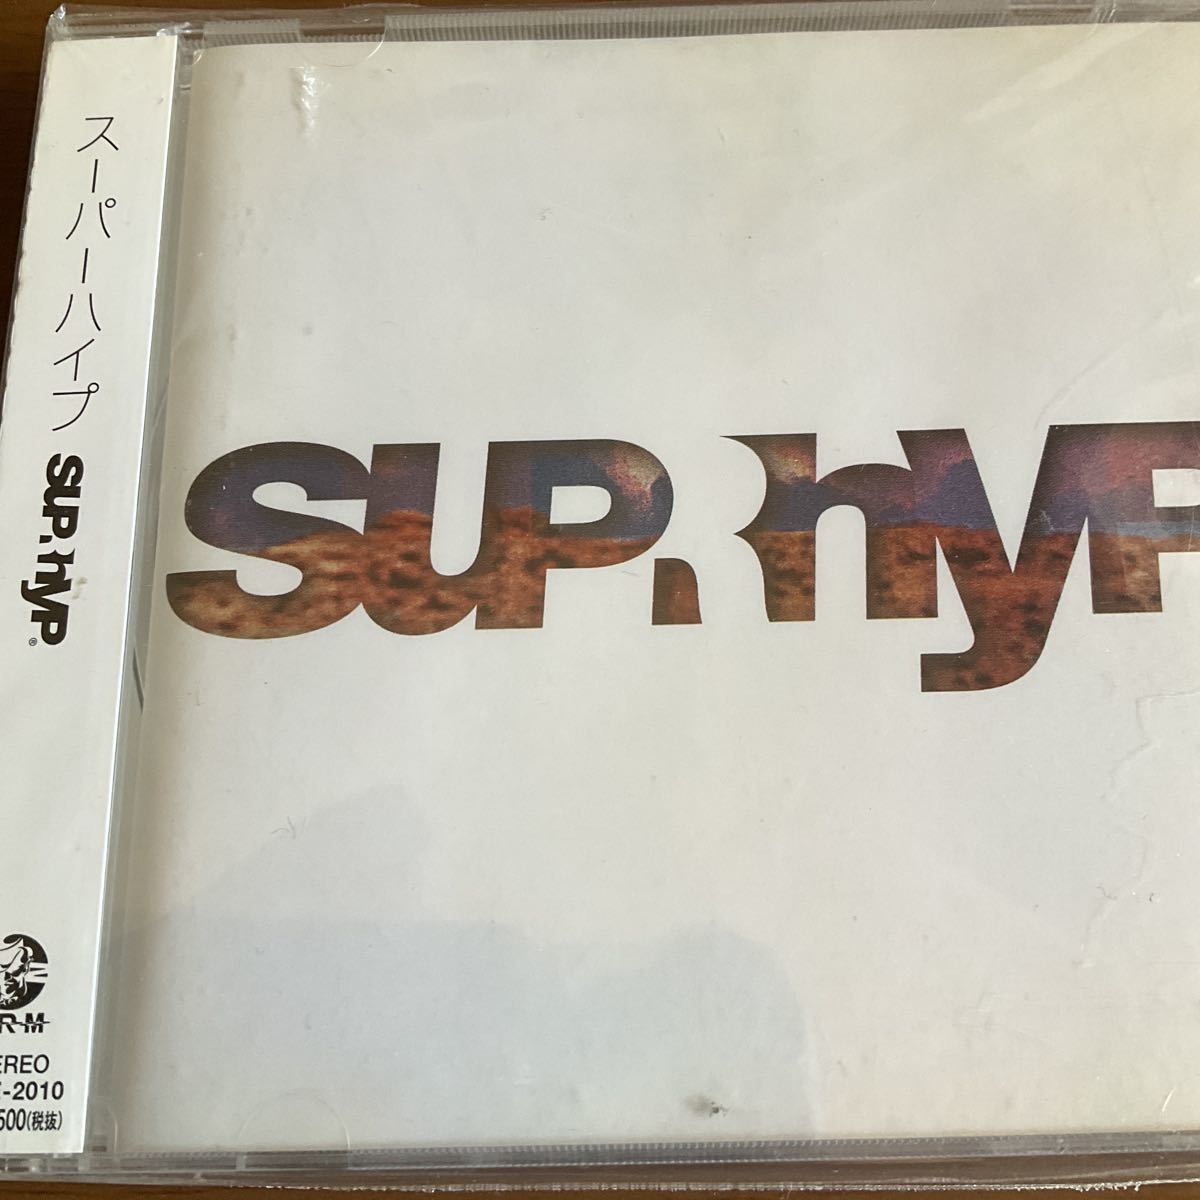 スーパーハイプ
SUP.hyP®
SUP.hyP
R-M
EREO
-2010
500(税抜)